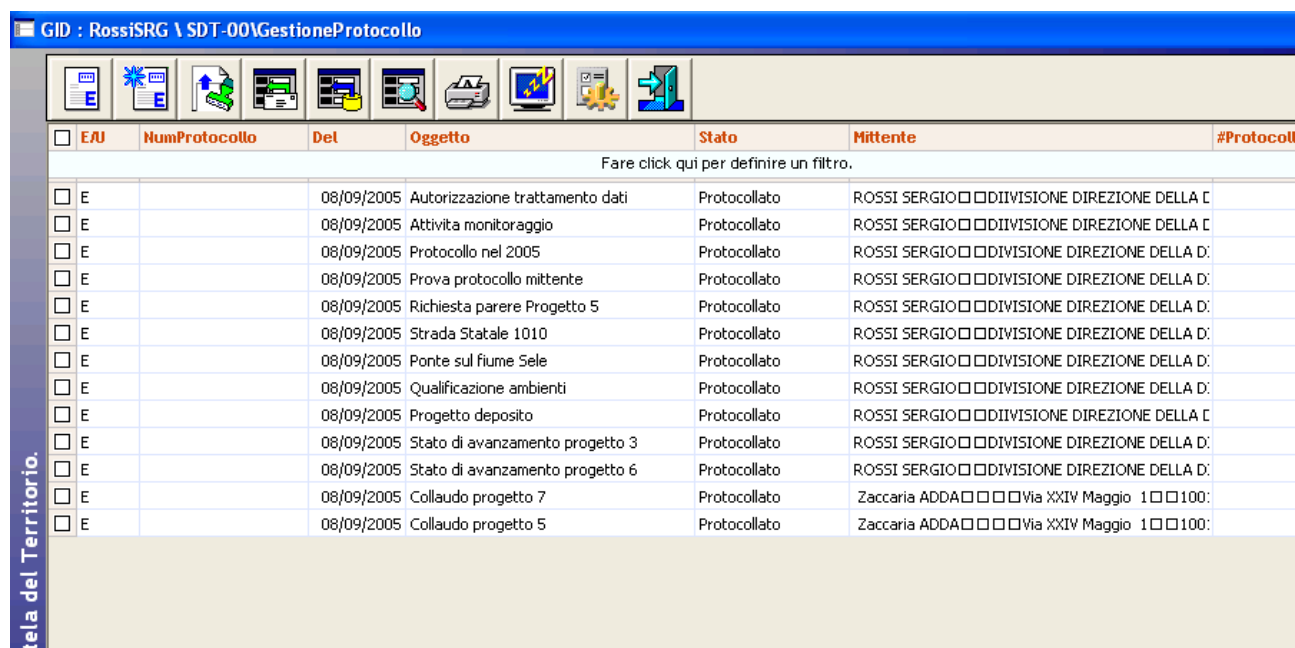 GID : RossiSRG \ SDT-00\GestioneProtocollo
E/U NumProtocollo Del Oggetto Stato Mittente #Protocoll
Fare click qui per definire un filtro.
E 08/09/2005 Autorizzazione trattamento dati Protocollato ROSSI SERGIO□□DIIVISIONE DIREZIONE DELLA D
E 08/09/2005 Attivita monitoraggio Protocollato ROSSI SERGIO□□DIIVISIONE DIREZIONE DELLA D
E 08/09/2005 Protocollo nel 2005 Protocollato ROSSI SERGIO□□DIVISIONE DIREZIONE DELLA D
E 08/09/2005 Prova protocollo mittente Protocollato ROSSI SERGIO□□DIVISIONE DIREZIONE DELLA D
E 08/09/2005 Richiesta parere Progetto 5 Protocollato ROSSI SERGIO□□DIVISIONE DIREZIONE DELLA D
E 08/09/2005 Strada Statale 1010 Protocollato ROSSI SERGIO□□DIVISIONE DIREZIONE DELLA D
E 08/09/2005 Ponte sul fiume Sele Protocollato ROSSI SERGIO□□DIVISIONE DIREZIONE DELLA D
E 08/09/2005 Qualificazione ambienti Protocollato ROSSI SERGIO□□DIVISIONE DIREZIONE DELLA D
E 08/09/2005 Progetto deposito Protocollato ROSSI SERGIO□□DIIVISIONE DIREZIONE DELLA D
E 08/09/2005 Stato di avanzamento progetto 3 Protocollato ROSSI SERGIO□□DIVISIONE DIREZIONE DELLA D
E 08/09/2005 Stato di avanzamento progetto 6 Protocollato ROSSI SERGIO□□DIVISIONE DIREZIONE DELLA D
E 08/09/2005 Collaudo progetto 7 Protocollato Zaccaria ADDA□□□□Via XXIV Maggio 1□□100
E 08/09/2005 Collaudo progetto 5 Protocollato Zaccaria ADDA□□□□Via XXIV Maggio 1□□100
tela del Territorio.